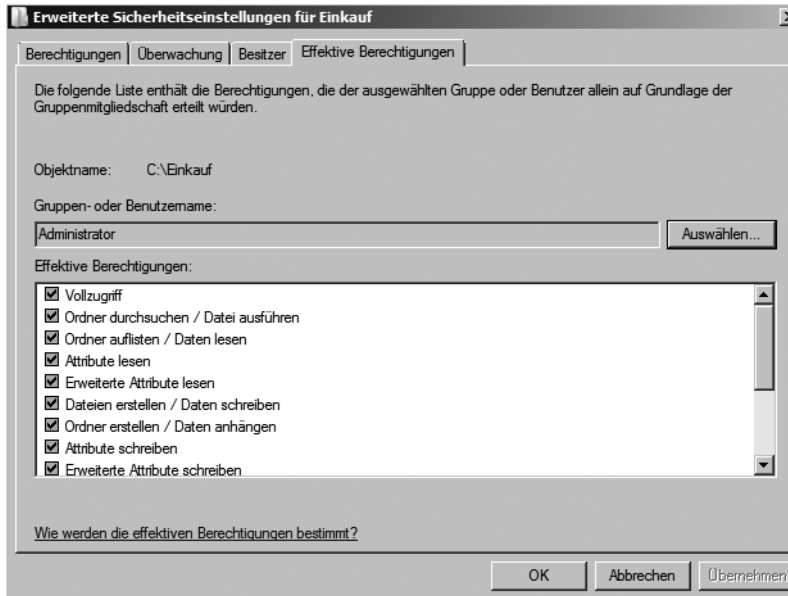 Erweiterte Sicherheitseinstellungen für Einkauf
Berechtigungen Überwachung Besitzer Effektive Berechtigungen
Die folgende Liste enthält die Berechtigungen, die der ausgewählten Gruppe oder Benutzer allein auf Grundlage der
Gruppenmitgliedschaft erteilt würden.
Objektname: C:\Einkauf
Gruppen- oder Benutzername:
Administrator Auswählen...
Effektive Berechtigungen:
Vollzugriff
Ordner durchsuchen / Datei ausführen
Ordner auflisten / Daten lesen
Attribute lesen
Erweiterte Attribute lesen
Dateien erstellen / Daten schreiben
Ordner erstellen / Daten anhängen
Attribute schreiben
Erweiterte Attribute schreiben
Wie werden die effektiven Berechtigungen bestimmt?
OK Abbrechen Übernehmen